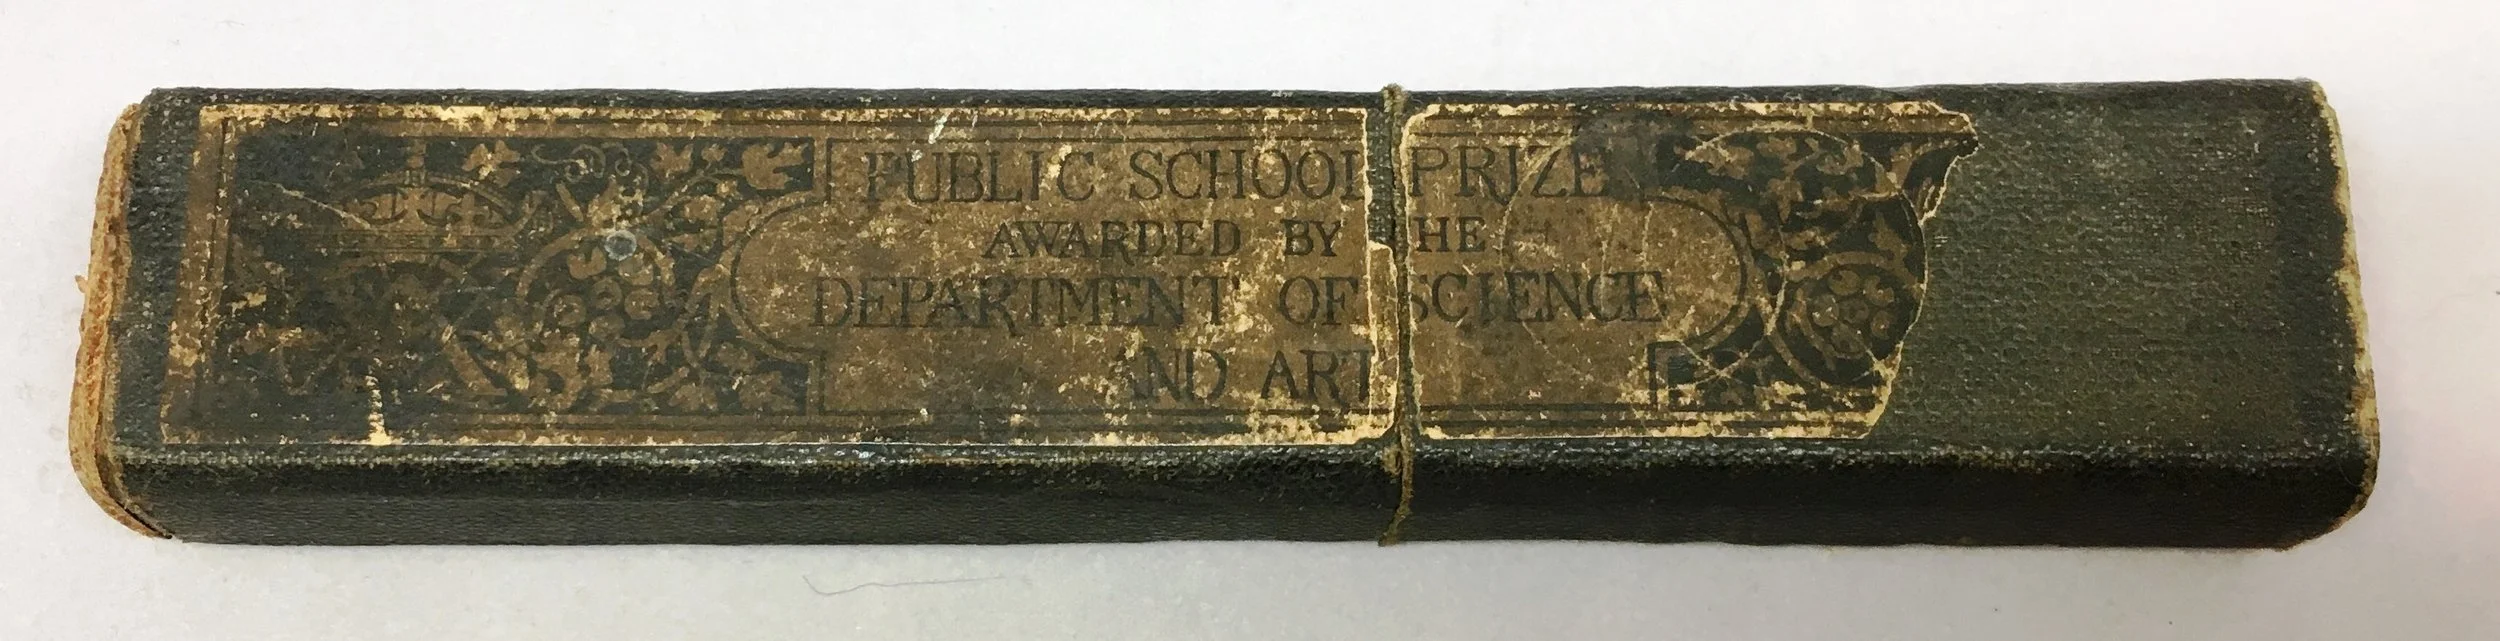 PUBLIC SCHOOL PRIZE
AWARDED BY THE
DEPARTMENT OF SCIENCE
AND ART